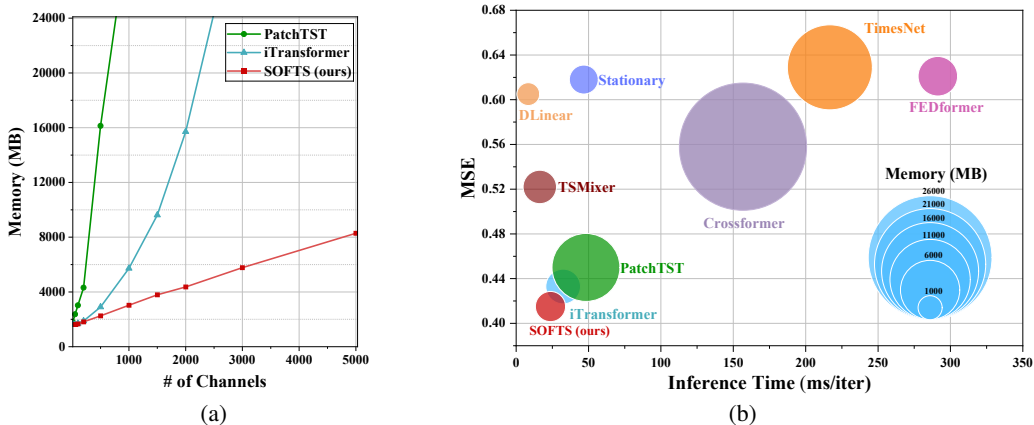 24000
20000
16000
12000
8000
4000
0
Memory (MB)
PatchTST
iTransformer
SOFTS (ours)
1000 2000 3000 4000 5000
# of Channels
(a)
0.68
0.64
0.60
0.56
0.52
0.48
0.44
0.40
MSE
TimesNet
Stationary
FEDformer
DLinear
TSMixer
Crossformer
PatchTST
iTransformer
SOFTS (ours)
Memory (MB)
26000
21000
16000
11000
6000
1000
0 50 100 150 200 250 300 350
Inference Time (ms/iter)
(b)